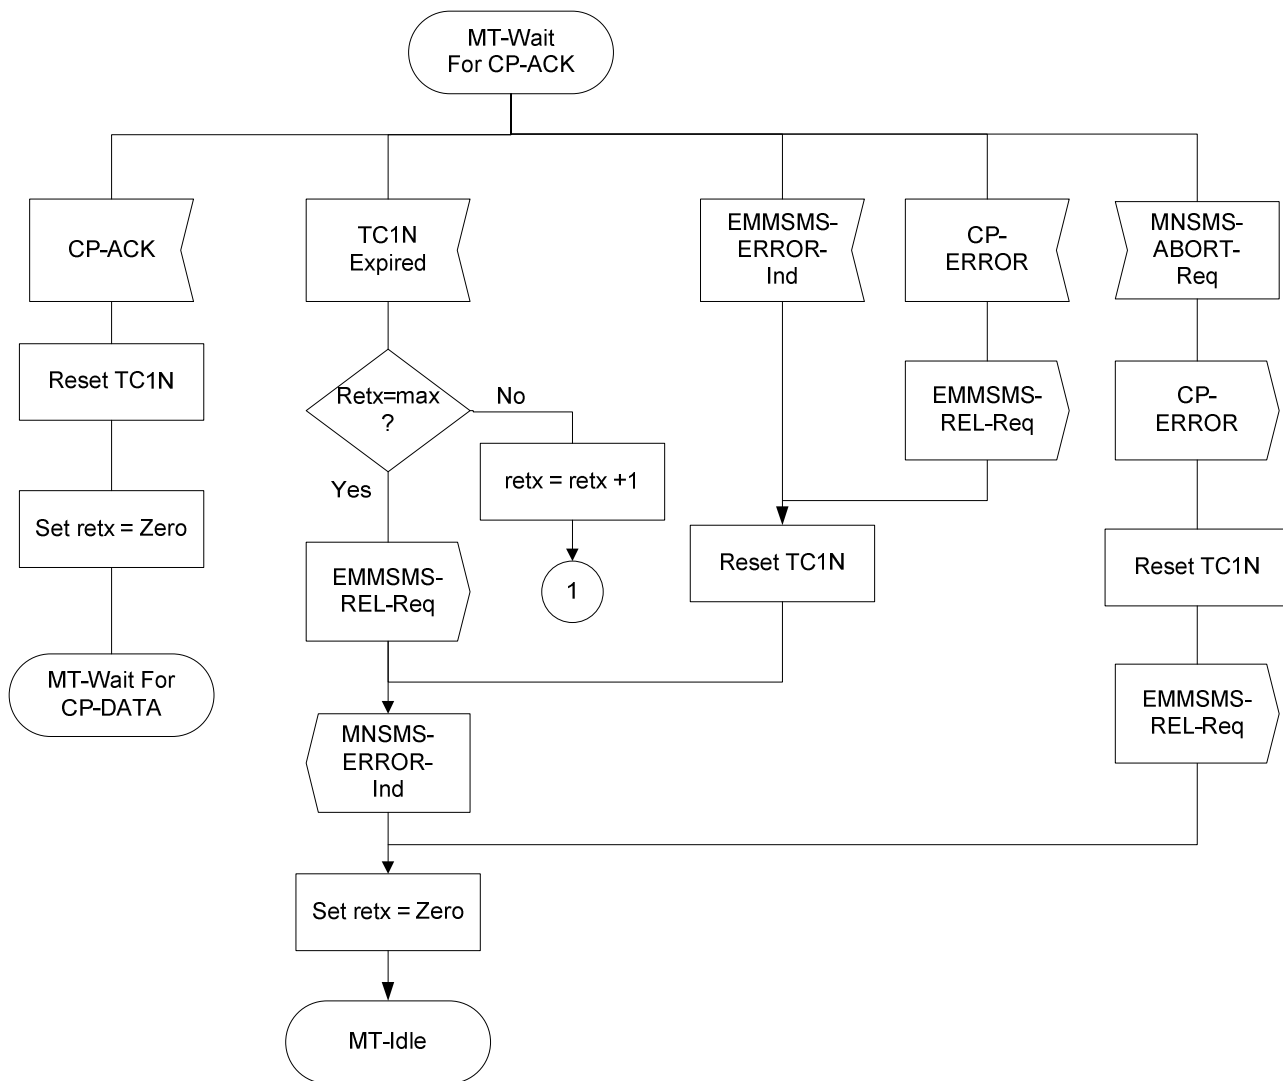 MT-Wait
For CP-ACK
CP-ACK
TC1N
Expired
EMMSMS-
ERROR-
Ind
CP-
ERROR
MNSMS-
ABORT-
Req
Reset TC1N
Retx=max
?
No
Yes
EMMSMS-
REL-Req
CP-
ERROR
Set retx = Zero
retx = retx +1
Reset TC1N
Reset TC1N
EMMSMS-
REL-Req
1
MT-Wait For
CP-DATA
EMMSMS-
REL-Req
MNSMS-
ERROR-
Ind
Set retx = Zero
MT-Idle